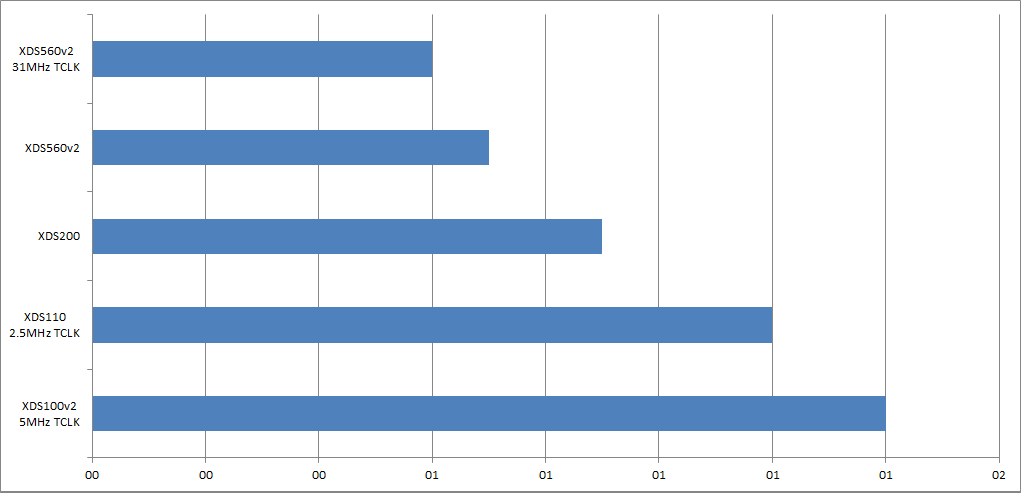 XDS560v2
31MHz TCLK
XDS560v2
XDS200
XDS110
2.5MHz TCLK
XDS100v2
5MHz TCLK
00 00 00 01 01 01 01 01 02